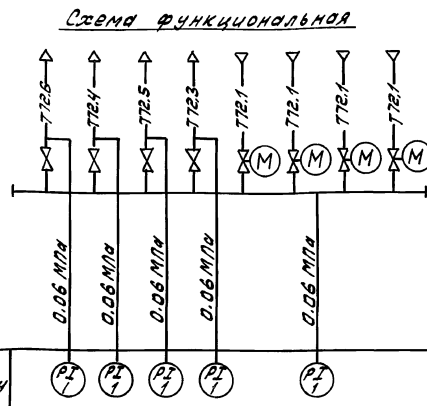 Схема функциональная
Т72.6
Т72.4
Т72.5
Т72.3
Т72.1
Т72.1
Т72.1
Т72.1
М
М
М
М
0.06 МПа
0.06 МПа
0.06 МПа
0.06 МПа
0.06 МПа
PI
1
PI
1
PI
1
PI
1
PI
1